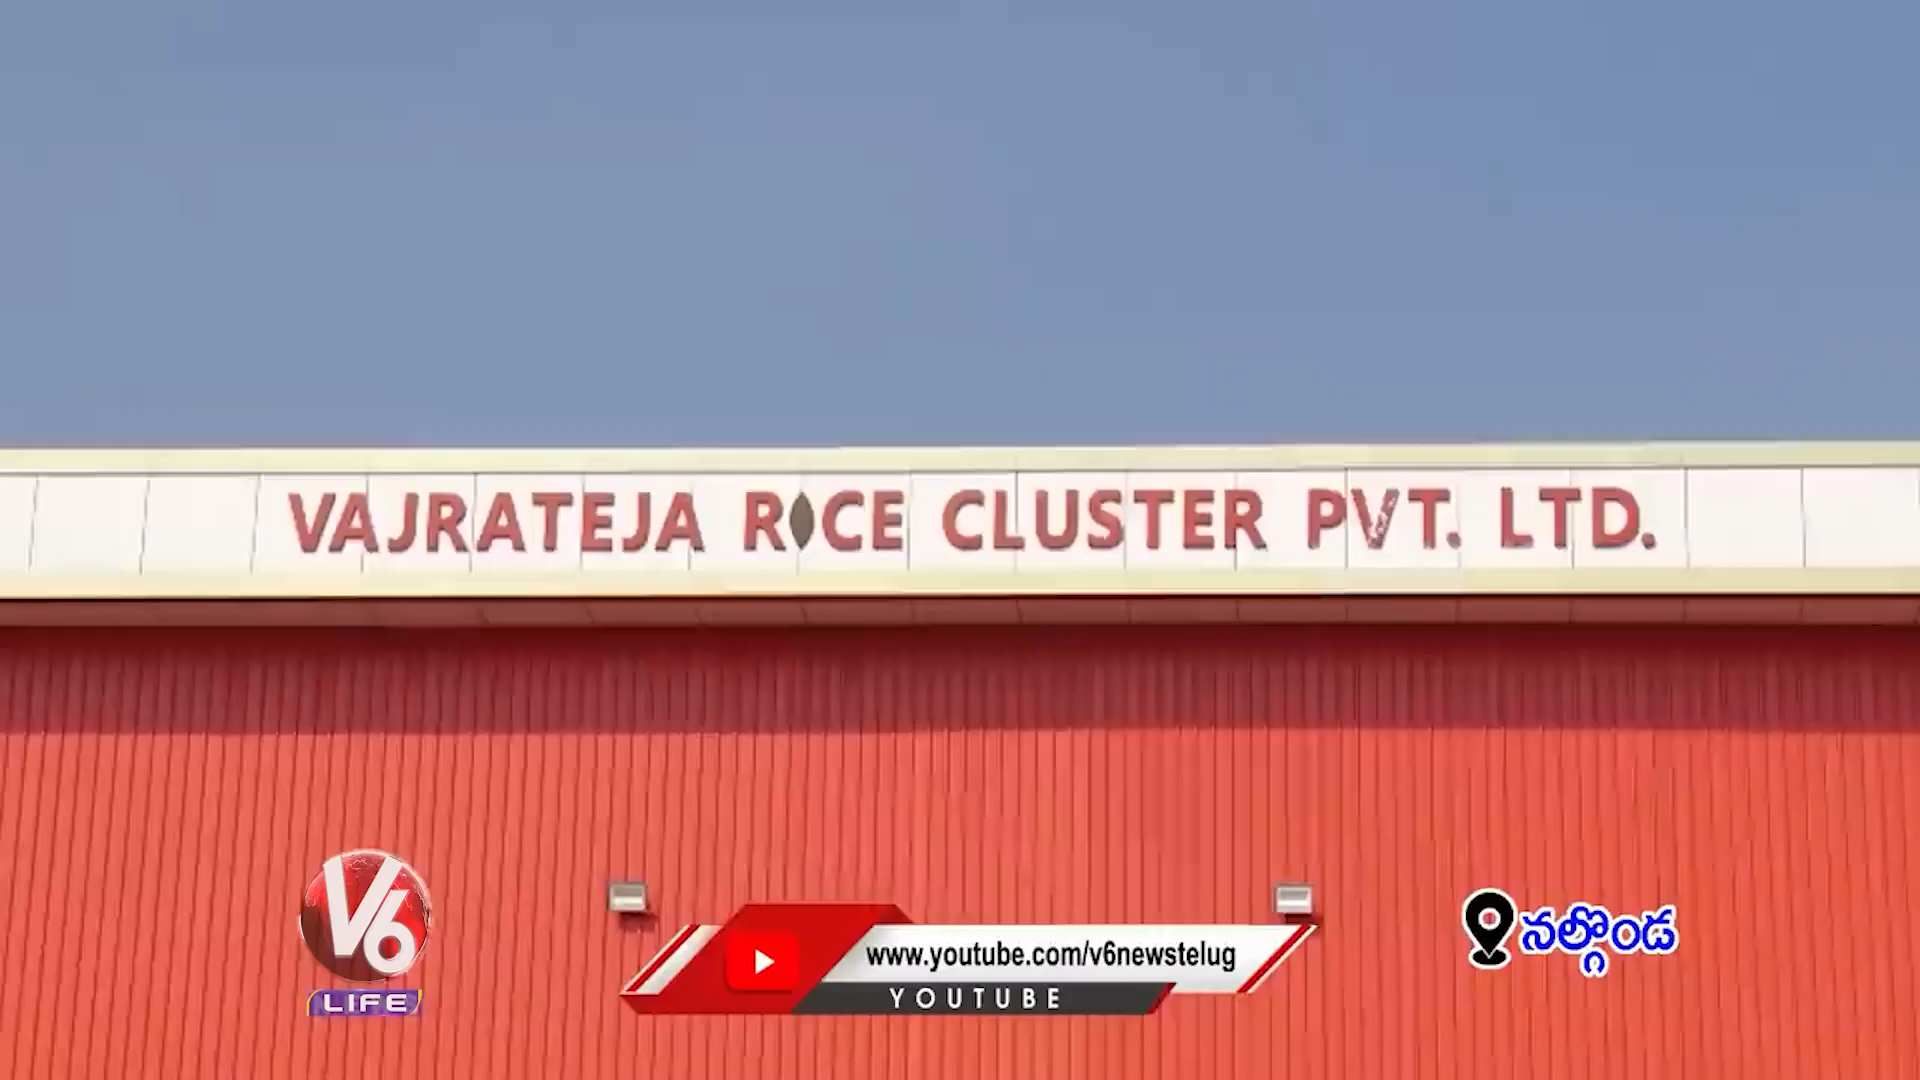 VAJRATEJA RICE CLUSTER PVT. LTD.
V6
LIFE
www.youtube.com/v6newstelug
YOUTUBE
నల్గొండ